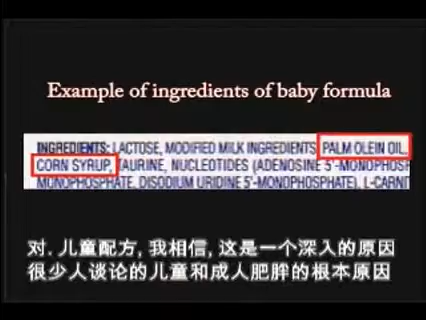 Example of ingredients of baby formula
INGREDIENTS: LACTOSE, MODIFIED MILK INGREDIENTS, PALM OLEIN OIL,
CORN SYRUP, TAURINE, NUCLEOTIDES (ADENOSINE 5'-MONOPHOSP
MONOPHOSPHATE, DISODIUM URIDINE 5'-MONOPHOSPHATE), L-CARNIT
对. 儿童配方, 我相信, 这是一个深入的原因
很少人谈论的儿童和成人肥胖的根本原因